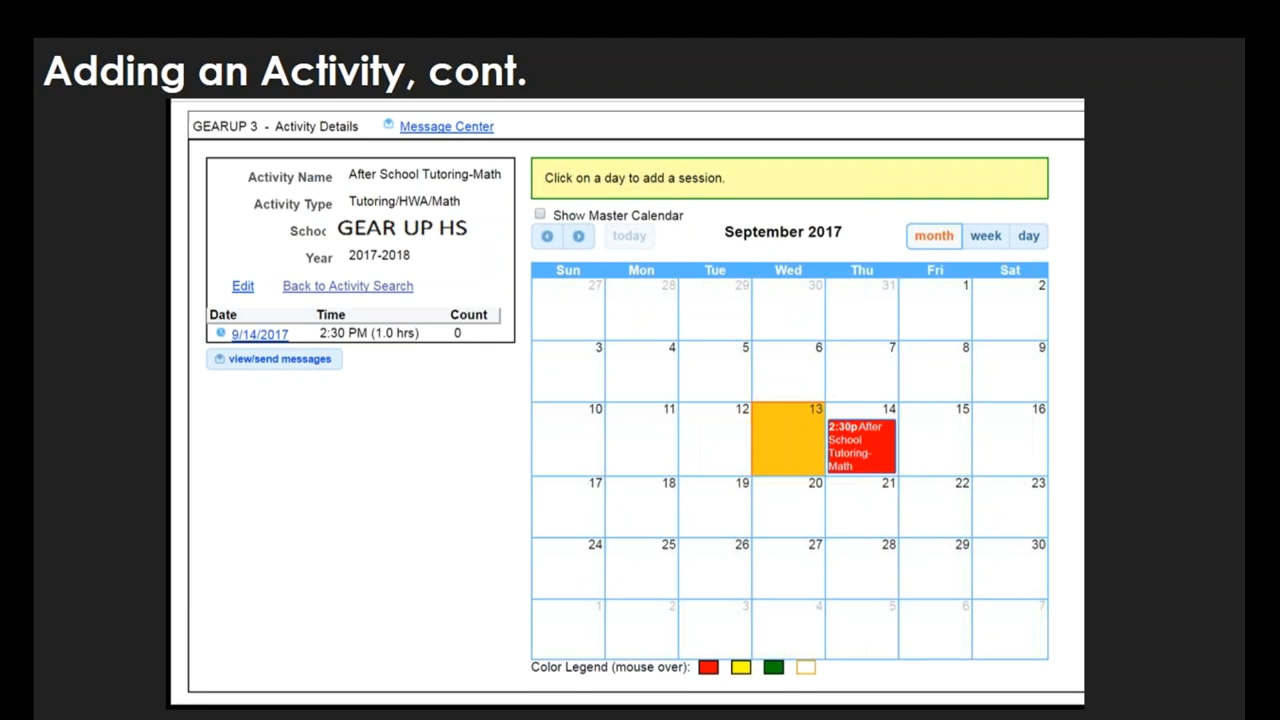 Adding an Activity, cont.
GEARUP 3 - Activity Details Message Center
Activity Name After School Tutoring-Math
Activity Type Tutoring/HWA/Math
Schoc GEAR UP HS
Year 2017-2018
Edit Back to Activity Search
Date Time Count
9/14/2017 2:30 PM (1.0 hrs) 0
view/send messages
Click on a day to add a session.
Show Master Calendar
today September 2017 month week day
Sun Mon Tue Wed Thu Fri Sat
27 28 29 30 31 1 2
3 4 5 6 7 8 9
10 11 12 13 14 15 16
2:30p After
School
Tutoring-
Math
17 18 19 20 21 22 23
24 25 26 27 28 29 30
1 2 3 4 5 6 7
Color Legend (mouse over):